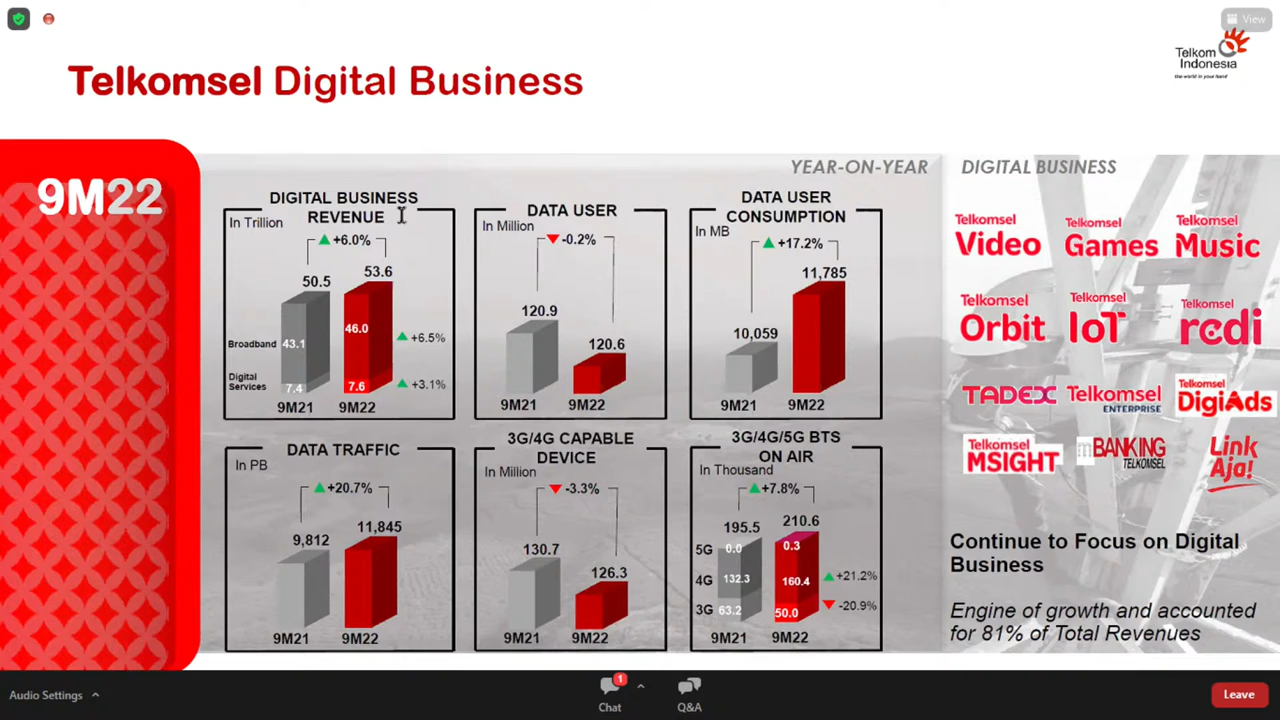 View
Telkomsel Digital Business
Telkom
Indonesia
the world in your hand
9M22
YEAR-ON-YEAR
DIGITAL BUSINESS
DIGITAL BUSINESS
REVENUE
In Trillion
+6.0%
50.5
53.6
46.0
Broadband
43.1
+6.5%
Digital
Services
7.4
7.6
+3.1%
9M21
9M22
DATA USER
In Million
-0.2%
120.9
120.6
9M21
9M22
DATA USER
CONSUMPTION
In MB
+17.2%
10,059
11,785
9M21
9M22
DATA TRAFFIC
In PB
+20.7%
9,812
11,845
9M21
9M22
3G/4G CAPABLE
DEVICE
In Million
-3.3%
130.7
126.3
9M21
9M22
3G/4G/5G BTS
ON AIR
In Thousand
+7.8%
195.5
210.6
5G
0.0
0.3
4G
132.3
160.4
+21.2%
3G
63.2
50.0
-20.9%
9M21
9M22
Telkomsel
Video
Telkomsel
Games
Telkomsel
Music
Telkomsel
Orbit
Telkomsel
IoT
Telkomsel
redi
TADEX
Telkomsel
ENTERPRISE
Telkomsel
DigiAds
Telkomsel
MSIGHT
mBANKING
TELKOMSEL
Link
Aja!
Continue to Focus on Digital
Business
Engine of growth and accounted
for 81% of Total Revenues
Audio Settings
1
Chat
Q&A
Leave